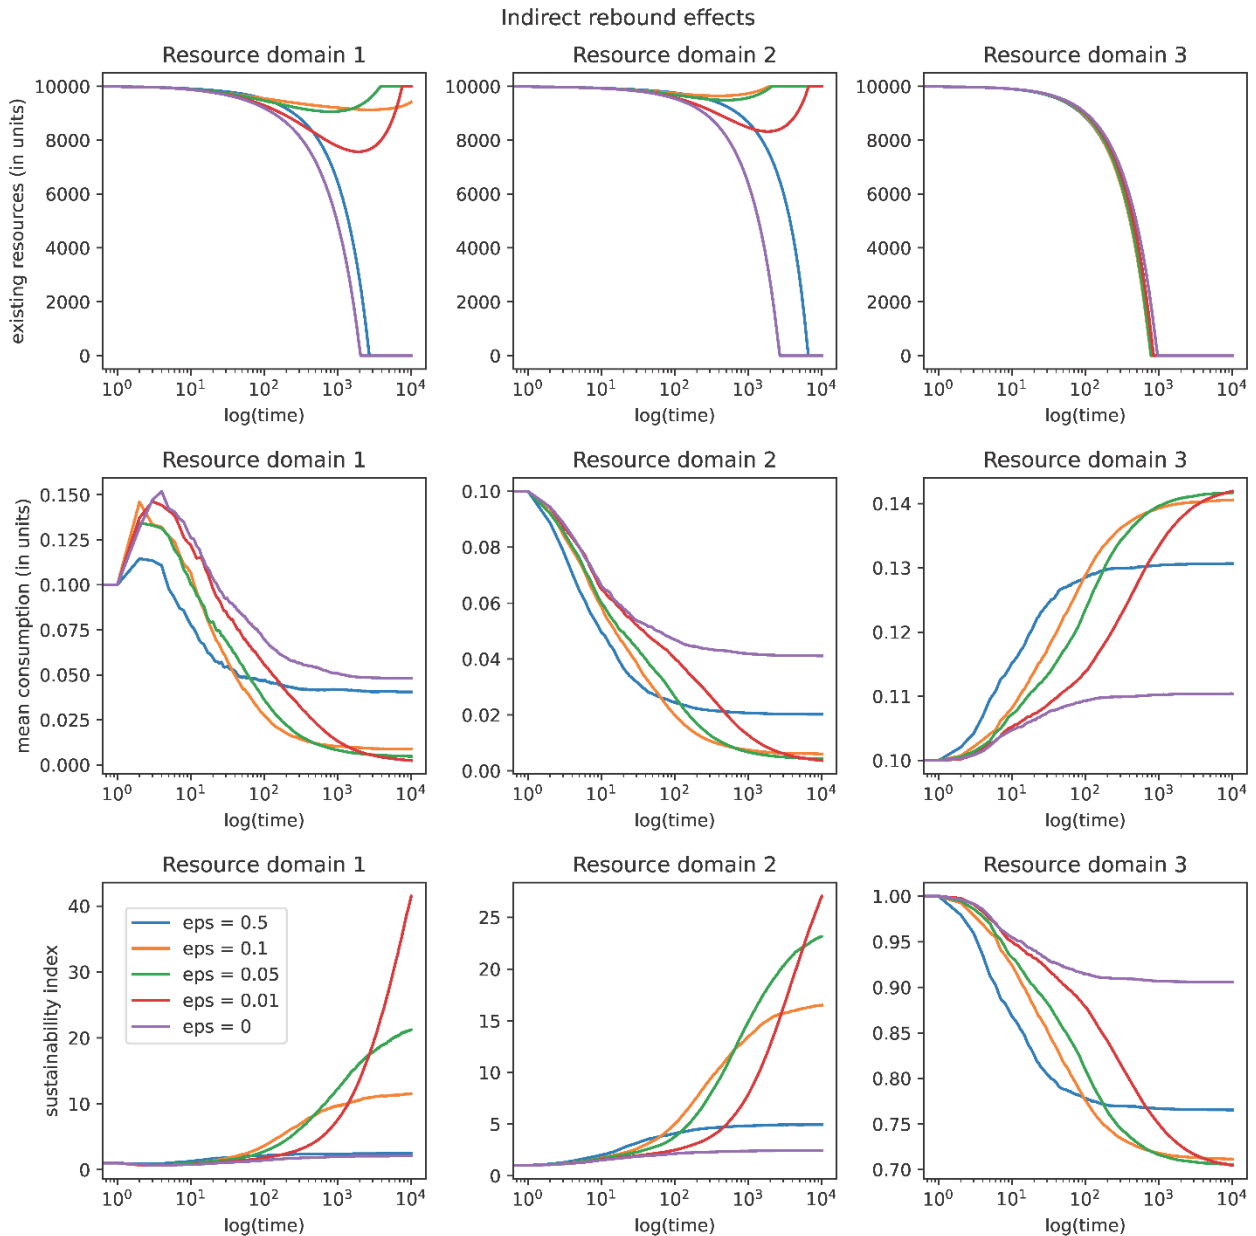 Indirect rebound effects
Resource domain 1
Resource domain 2
Resource domain 3
existing resources (in units)
10000
8000
6000
4000
2000
0
10000
8000
6000
4000
2000
0
10000
8000
6000
4000
2000
0
10⁰ 10¹ 10² 10³ 10⁴
10⁰ 10¹ 10² 10³ 10⁴
10⁰ 10¹ 10² 10³ 10⁴
log(time)
log(time)
log(time)
Resource domain 1
Resource domain 2
Resource domain 3
mean consumption (in units)
0.150
0.125
0.100
0.075
0.050
0.025
0.000
0.10
0.08
0.06
0.04
0.02
0.00
0.14
0.13
0.12
0.11
0.10
10⁰ 10¹ 10² 10³ 10⁴
10⁰ 10¹ 10² 10³ 10⁴
10⁰ 10¹ 10² 10³ 10⁴
log(time)
log(time)
log(time)
Resource domain 1
Resource domain 2
Resource domain 3
sustainability index
40
30
20
10
0
eps = 0.5
eps = 0.1
eps = 0.05
eps = 0.01
eps = 0
25
20
15
10
5
0
1.00
0.95
0.90
0.85
0.80
0.75
0.70
10⁰ 10¹ 10² 10³ 10⁴
10⁰ 10¹ 10² 10³ 10⁴
10⁰ 10¹ 10² 10³ 10⁴
log(time)
log(time)
log(time)